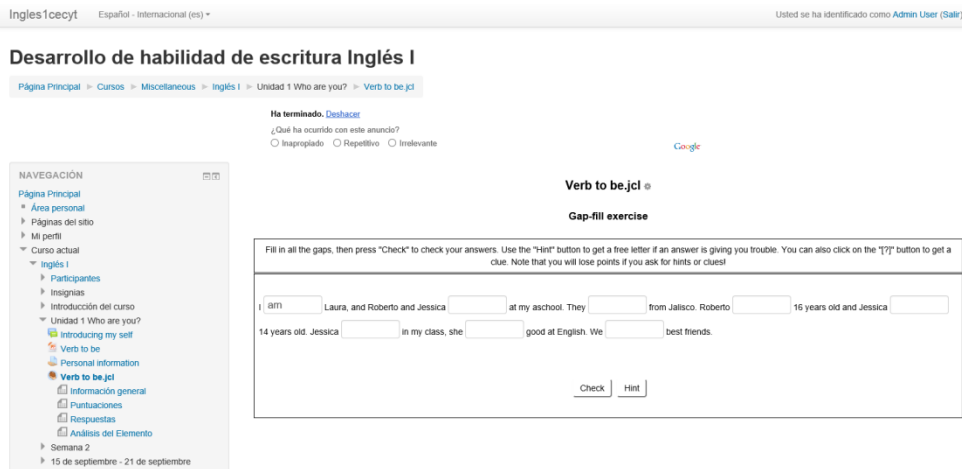 Ingles1cecyt Español - Internacional (es) Usted se ha identificado como Admin User (Salir)
Desarrollo de habilidad de escritura Inglés I
Página Principal Cursos Miscellaneous Inglés I Unidad 1 Who are you? Verb to be.jcl
Ha terminado. Deshacer
¿Qué ha ocurrido con este anuncio?
Inapropiado Repetitivo Irrelevante
Google
NAVEGACIÓN
Página Principal
Área personal
Páginas del sitio
Mi perfil
Curso actual
Inglés I
Participantes
Insignias
Introducción del curso
Unidad 1 Who are you?
Introducing my self
Verb to be
Personal information
Verb to be.jcl
Información general
Puntuaciones
Respuestas
Análisis del Elemento
Semana 2
15 de septiembre - 21 de septiembre
Verb to be.jcl
Gap-fill exercise
Fill in all the gaps, then press "Check" to check your answers. Use the "Hint" button to get a free letter if an answer is giving you trouble. You can also click on the "[?]" button to get a
clue. Note that you will lose points if you ask for hints or clues!
I am Laura, and Roberto and Jessica at my aschool. They from Jalisco. Roberto 16 years old and Jessica
14 years old. Jessica in my class, she good at English. We best friends.
Check Hint